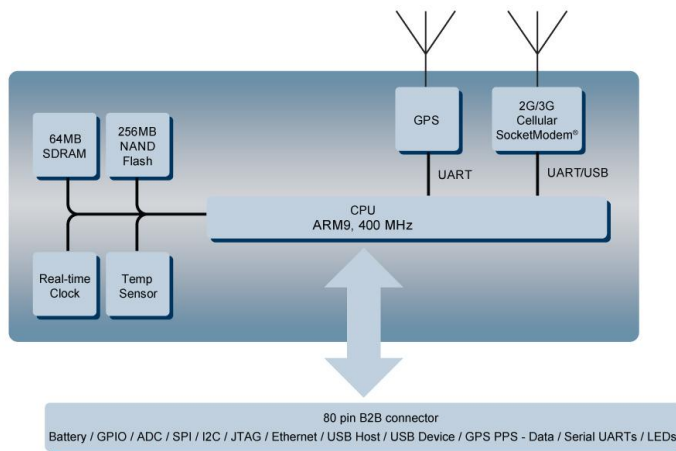 GPS
2G/3G
Cellular
SocketModem®
64MB
SDRAM
256MB
NAND
Flash
UART
UART/USB
CPU
ARM9, 400 MHz
Real-time
Clock
Temp
Sensor
80 pin B2B connector
Battery / GPIO / ADC / SPI / I2C / JTAG / Ethernet / USB Host / USB Device / GPS PPS - Data / Serial UARTs / LEDs